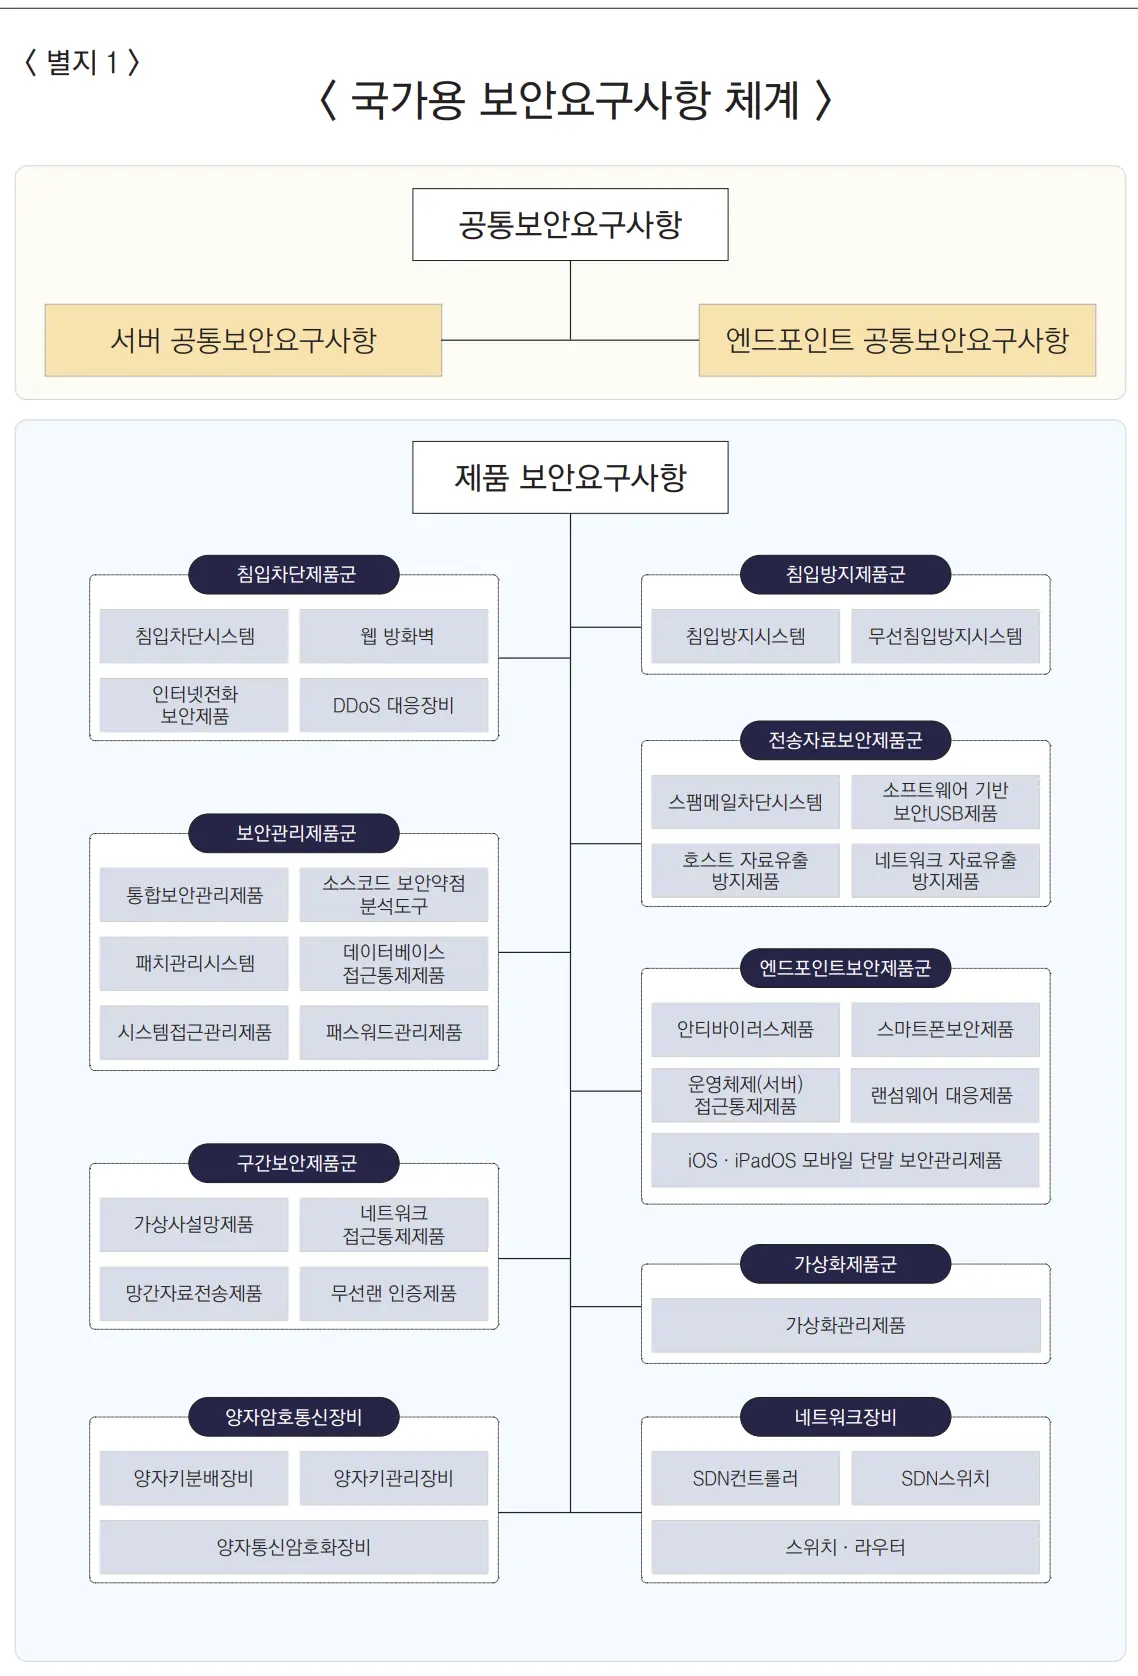 〈 별지 1 〉
〈 국가용 보안요구사항 체계 〉
공통보안요구사항
서버 공통보안요구사항
엔드포인트 공통보안요구사항
제품 보안요구사항
침입차단제품군
침입차단시스템
웹 방화벽
인터넷전화
보안제품
DDoS 대응장비
침입방지제품군
침입방지시스템
무선침입방지시스템
전송자료보안제품군
스팸메일차단시스템
소프트웨어 기반
보안USB제품
호스트 자료유출
방지제품
네트워크 자료유출
방지제품
보안관리제품군
통합보안관리제품
소스코드 보안약점
분석도구
패치관리시스템
데이터베이스
접근통제제품
시스템접근관리제품
패스워드관리제품
엔드포인트보안제품군
안티바이러스제품
스마트폰보안제품
운영체제(서버)
접근통제제품
랜섬웨어 대응제품
iOS · iPadOS 모바일 단말 보안관리제품
구간보안제품군
가상사설망제품
네트워크
접근통제제품
망간자료전송제품
무선랜 인증제품
가상화제품군
가상화관리제품
양자암호통신장비
양자키분배장비
양자키관리장비
양자통신암호화장비
네트워크장비
SDN컨트롤러
SDN스위치
스위치 · 라우터